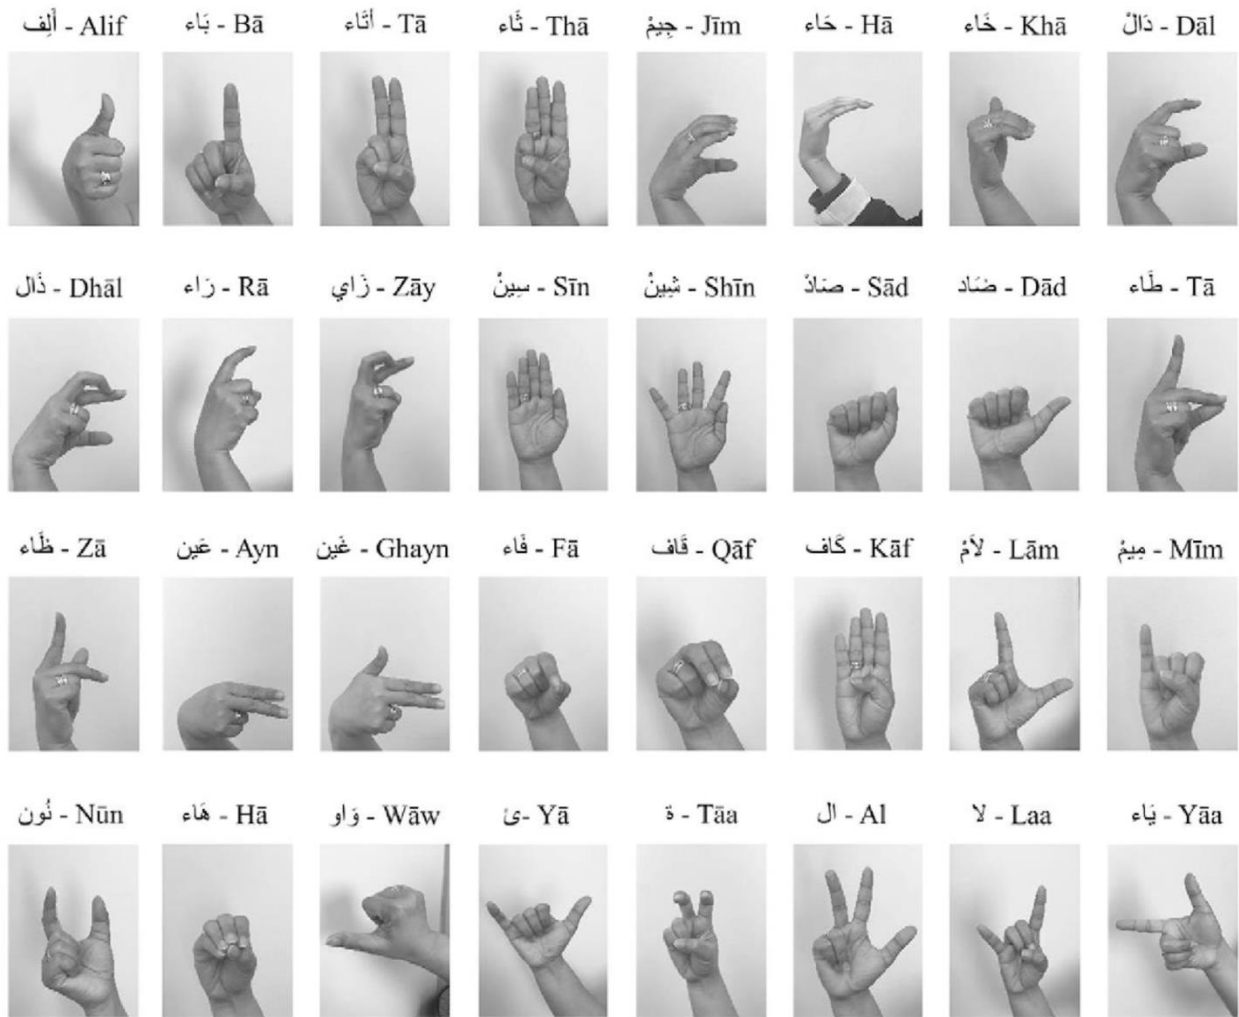 أَلِف - Alif
بَاء - Bā
أتَاء - Tā
ثَاء - Thā
جِيمْ - Jīm
حَاء - Hā
خَاء - Khā
دَالْ - Dāl
ذَال - Dhāl
رَاء - Rā
زَاي - Zāy
سِينْ - Sīn
شِينْ - Shīn
صَادْ - Sād
ضَاد - Dād
طَاء - Tā
ظَاء - Zā
عَين - Ayn
غَين - Ghayn
فَاء - Fā
قَاف - Qāf
كَاف - Kāf
لاَمْ - Lām
مِيمْ - Mīm
نُون - Nūn
هَاء - Hā
وَاو - Wāw
ئ- Yā
ة - Tāa
ال - Al
لا - Laa
يَاء - Yāa